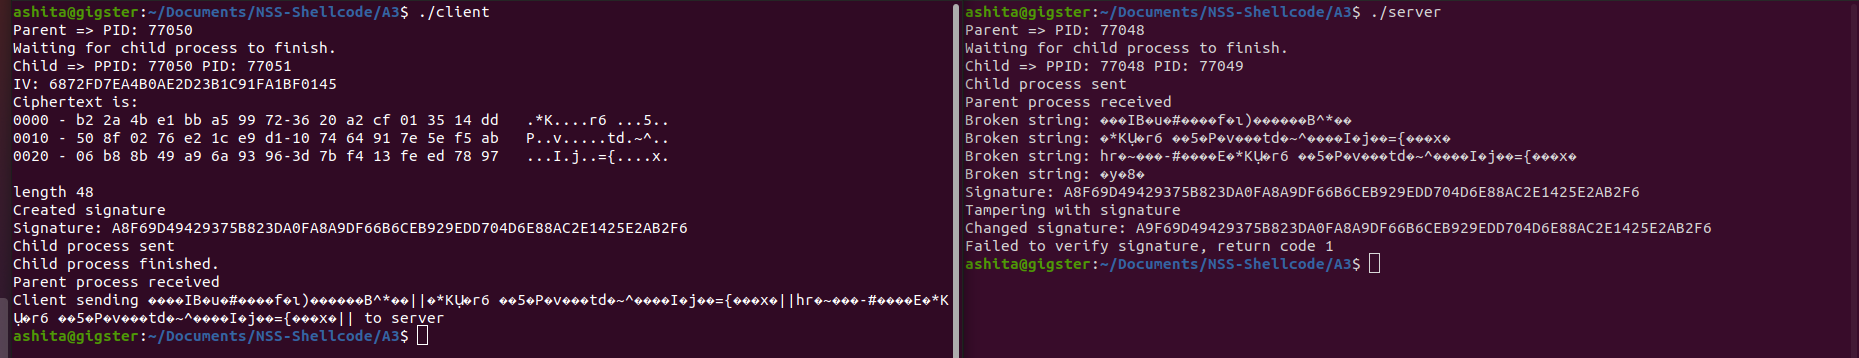 ashita@gigster:~/Documents/NSS-Shellcode/A3$ ./client
Parent => PID: 77050
Waiting for child process to finish.
Child => PPID: 77050 PID: 77051
IV: 6872FD7EA4B0AE2D23B1C91FA1BF0145
Ciphertext is:
0000 - b2 2a 4b e1 bb a5 99 72-36 20 a2 cf 01 35 14 dd   .*K....r6 ...5..
0010 - 50 8f 02 76 e2 1c e9 d1-10 74 64 91 7e 5e f5 ab   P..v.....td.~^..
0020 - 06 b8 8b 49 a9 6a 93 96-3d 7b f4 13 fe ed 78 97   ...I.j..={....x.
length 48
Created signature
Signature: A8F69D49429375B823DA0FA8A9DF66B6CEB929EDD704D6E88AC2E1425E2AB2F6
Child process sent
Child process finished.
Parent process received
Client sending ����IB�u�#����f�ι)������B^*��||�*KỤ�r6 ��5�P�v���td�~^����I�j��={���x�||hr�~���-#����E�*K
Ụ�r6 ��5�P�v���td�~^����I�j��={���x�|| to server
ashita@gigster:~/Documents/NSS-Shellcode/A3$
ashita@gigster:~/Documents/NSS-Shellcode/A3$ ./server
Parent => PID: 77048
Waiting for child process to finish.
Child => PPID: 77048 PID: 77049
Child process sent
Parent process received
Broken string: ���IB�u�#����f�ι)������B^*��
Broken string: �*KỤ�r6 ��5�P�v���td�~^����I�j��={���x�
Broken string: hr�~���-#����E�*KỤ�r6 ��5�P�v���td�~^����I�j��={���x�
Broken string: �y�8�
Signature: A8F69D49429375B823DA0FA8A9DF66B6CEB929EDD704D6E88AC2E1425E2AB2F6
Tampering with signature
Changed signature: A9F69D49429375B823DA0FA8A9DF66B6CEB929EDD704D6E88AC2E1425E2AB2F6
Failed to verify signature, return code 1
ashita@gigster:~/Documents/NSS-Shellcode/A3$